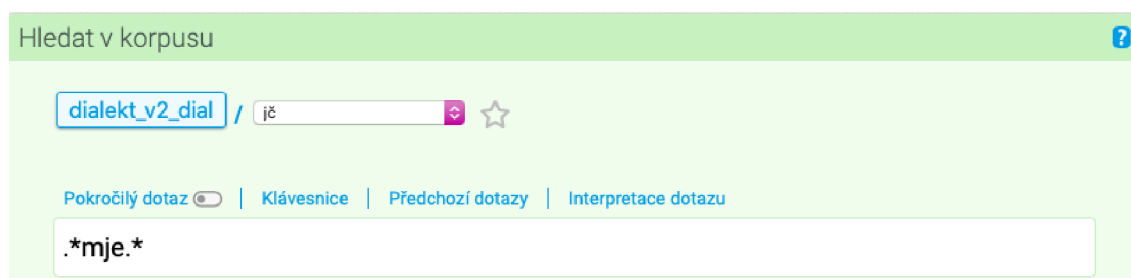 Hledat v korpusu ?
dialekt_v2_dial / jč
Pokročilý dotaz | Klávesnice | Předchozí dotazy | Interpretace dotazu
.*mje.*